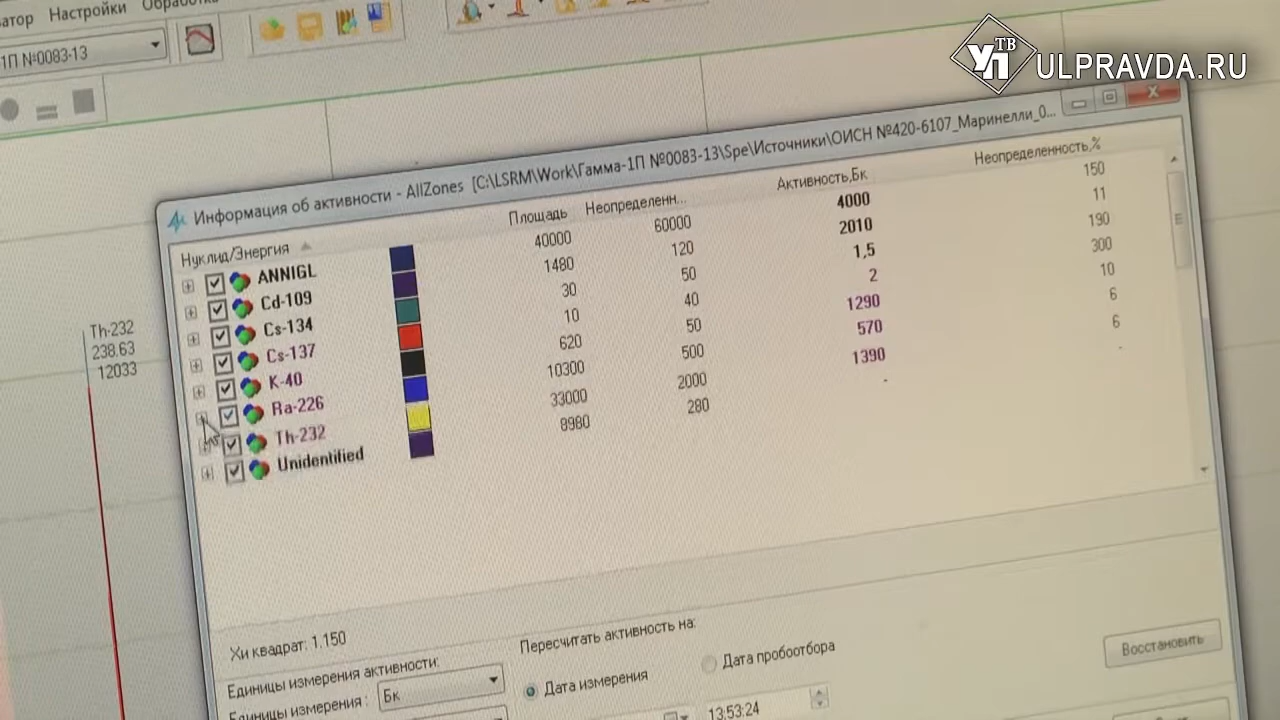 Настройки
1П №0083-13
ТВ
УП
ULPRAVDA.RU
Информация об активности - AllZones [C:\LSRM\Work\Гамма-1П №0083-13\Spe\Источники\ОИСН №420-6107_Маринелли_0...
Нуклид/Энергия Площадь Неопределенн... Активность,Бк Неопределенность,%
ANNIGL 40000 60000 4000 150
Cd-109 1480 120 2010 11
Cs-134 30 50 1,5 190
Cs-137 10 40 2 300
K-40 620 50 1290 10
Ra-226 10300 500 570 6
Th-232 33000 2000 1390 6
Unidentified 8980 280 - -
Th-232
238.63
12033
Хи квадрат: 1.150
Единицы измерения активности:
Единицы измерения: Бк
Пересчитать активность на:
Дата измерения
Дата пробоотбора
13:53:24
Восстановить